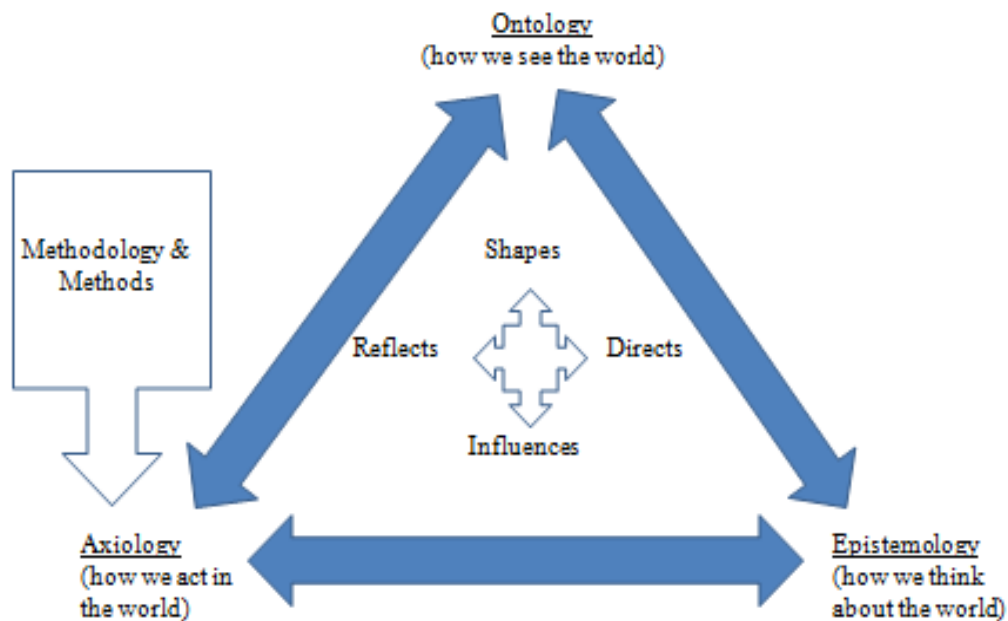 Ontology
(how we see the world)
Methodology &
Methods
Shapes
Reflects
Directs
Influences
Axiology
(how we act in
the world)
Epistemology
(how we think
about the world)